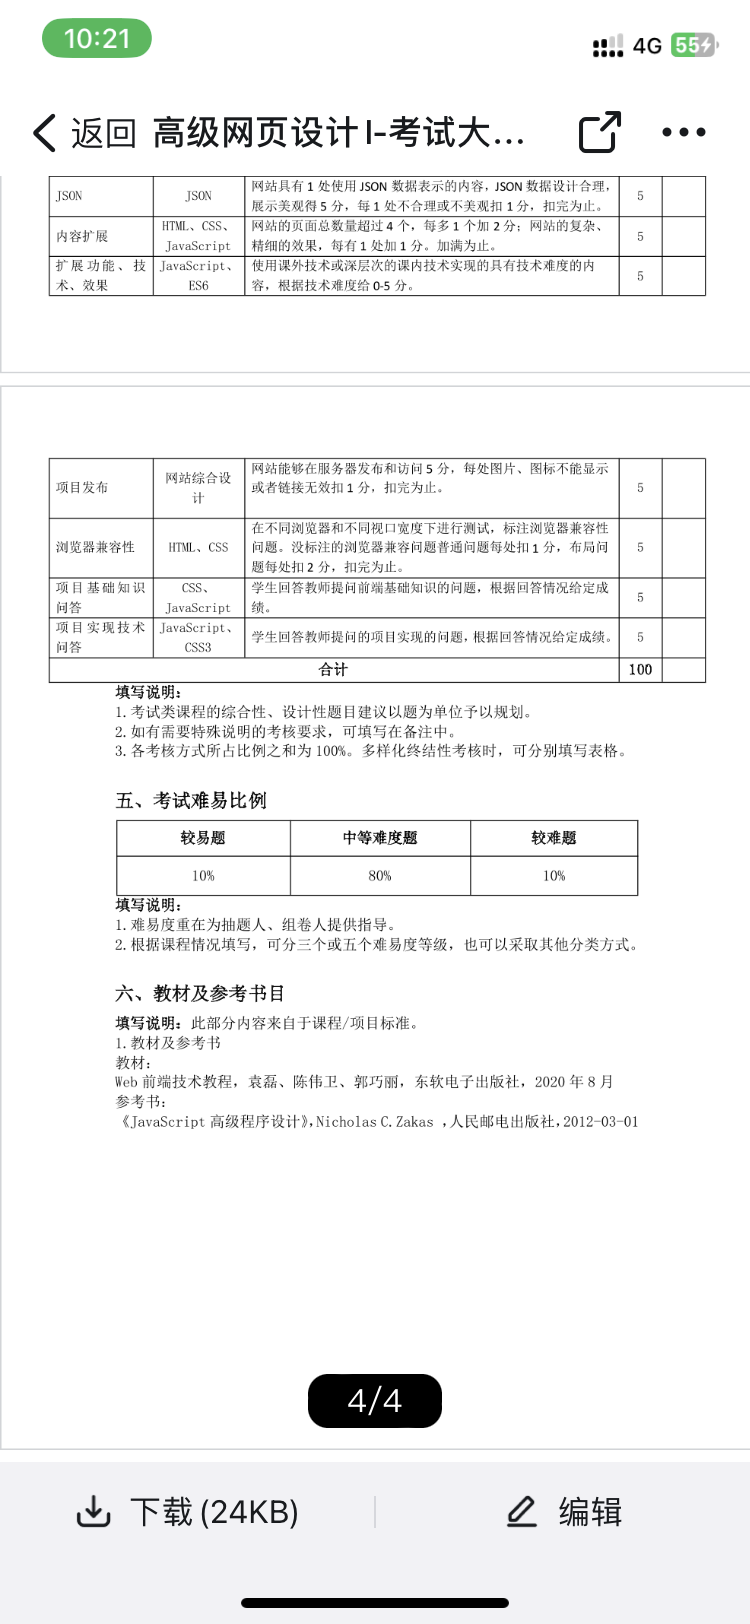 10:21
4G 55
返回 高级网页设计I-考试大...
JSON
JSON
网站具有 1 处使用 JSON 数据表示的内容，JSON 数据设计合理，
展示美观得 5 分，每 1 处不合理或不美观扣 1 分，扣完为止。
5
内容扩展
HTML、CSS、
JavaScript
网站的页面总数量超过 4 个，每多 1 个加 2 分；网站的复杂、
精细的效果，每有 1 处加 1 分。加满为止。
5
扩展功能、技
术、效果
JavaScript、
ES6
使用课外技术或深层次的课内技术实现的具有技术难度的内
容，根据技术难度给 0-5 分。
5
项目发布
网站综合设
计
网站能够在服务器发布和访问 5 分，每处图片、图标不能显示
或者链接无效扣 1 分，扣完为止。
5
浏览器兼容性
HTML、CSS
在不同浏览器和不同视口宽度下进行测试，标注浏览器兼容性
问题。没标注的浏览器兼容问题普通问题每处扣 1 分，布局问
题每处扣 2 分，扣完为止。
5
项目基础知识
问答
CSS、
JavaScript
学生回答教师提问前端基础知识的问题，根据回答情况给定成
绩。
5
项目实现技术
问答
JavaScript、
CSS3
学生回答教师提问的项目实现的问题，根据回答情况给定成绩。
5
合计
100
填写说明：
1.考试类课程的综合性、设计性题目建议以题为单位予以规划。
2.如有需要特殊说明的考核要求，可填写在备注中。
3.各考核方式所占比例之和为 100%。多样化终结性考核时，可分别填写表格。
五、考试难易比例
较易题 中等难度题 较难题
10% 80% 10%
填写说明：
1.难易度重在为抽题人、组卷人提供指导。
2.根据课程情况填写，可分三个或五个难易度等级，也可以采取其他分类方式。
六、教材及参考书目
填写说明：此部分内容来自于课程/项目标准。
1.教材及参考书
教材：
Web 前端技术教程，袁磊、陈伟卫、郭巧丽，东软电子出版社，2020 年 8 月
参考书：
《JavaScript 高级程序设计》，Nicholas C. Zakas ，人民邮电出版社，2012-03-01
4/4
下载 (24KB)
编辑